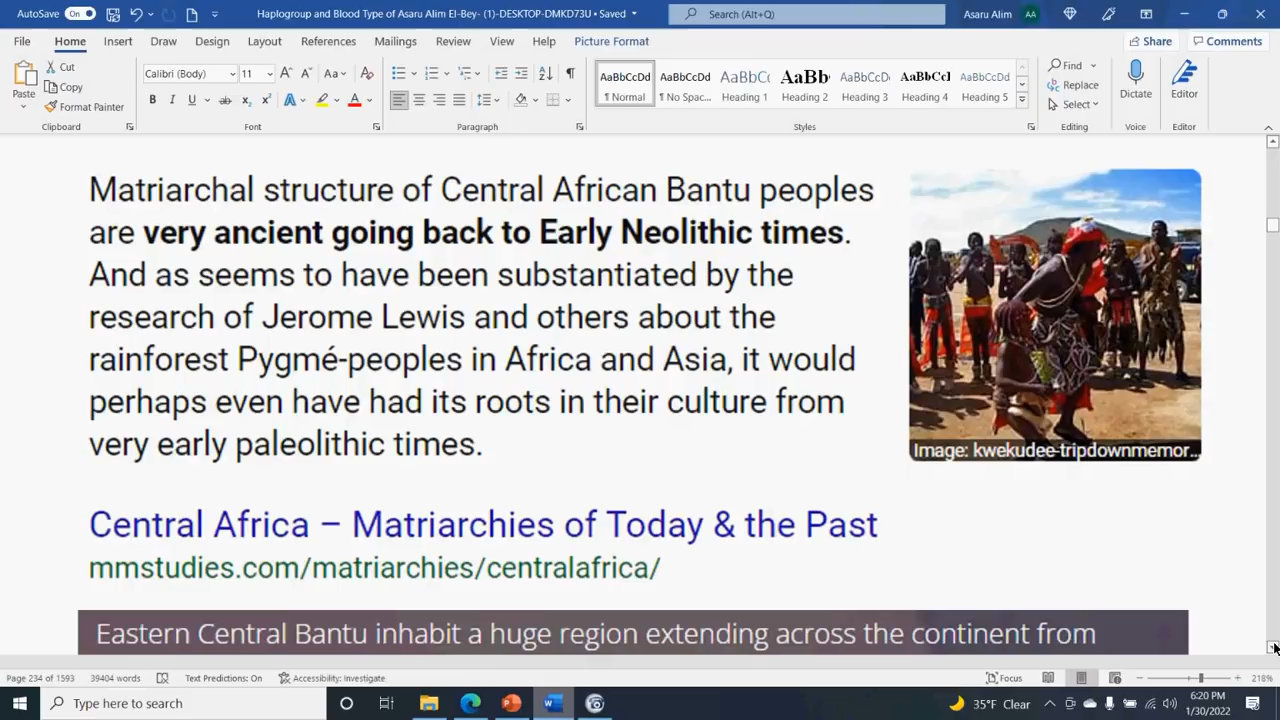 AutoSave On Haplogroup and Blood Type of Asaru Alim El-Bey- (1)-DESKTOP-DMKD73U • Saved Search (Alt+Q) Asaru Alim AA
File Home Insert Draw Design Layout References Mailings Review View Help Picture Format Share Comments
Paste
Cut
Copy
Format Painter
Calibri (Body) 11
AaBbCcDd AaBbCcDd AaBbCc AaBb AaBbCcDd AaBbCcI AaBbCcDd
¶ Normal ¶ No Spac... Heading 1 Heading 2 Heading 3 Heading 4 Heading 5
Find
Replace
Select
Dictate
Editor
Clipboard Font Paragraph Styles Editing Voice Editor
Matriarchal structure of Central African Bantu peoples
are very ancient going back to Early Neolithic times.
And as seems to have been substantiated by the
research of Jerome Lewis and others about the
rainforest Pygmé-peoples in Africa and Asia, it would
perhaps even have had its roots in their culture from
very early paleolithic times.
Image: kwekudee-tripdownmemor...
Central Africa – Matriarchies of Today & the Past
mmstudies.com/matriarchies/centralafrica/
Eastern Central Bantu inhabit a huge region extending across the continent from
Page 234 of 1593 39404 words Text Predictions: On Accessibility: Investigate Focus 218%
Type here to search 35°F Clear 6:20 PM
1/30/2022